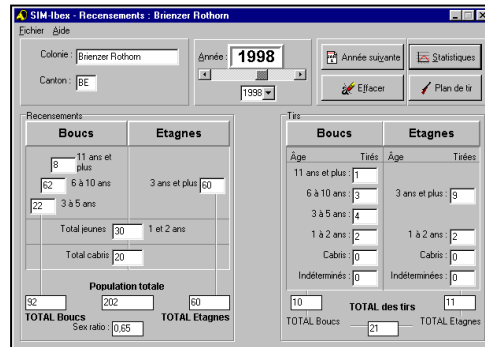 SIM-Ibex - Recensements : Brienzer Rothorn
Fichier Aide
Colonie : Brienzer Rothorn
Canton : BE
Année : 1998
1998
Année suivante
Statistiques
Effacer
Plan de tir
Recensements
Boucs Etagnes
8 11 ans et plus
62 6 à 10 ans
3 ans et plus 60
22 3 à 5 ans
Total jeunes 30 1 et 2 ans
Total cabris 20
Population totale
92 202 60
TOTAL Boucs TOTAL Etagnes
Sex ratio : 0,65
Tirs
Boucs Etagnes
Âge Tirés Âge Tirées
11 ans et plus : 1
6 à 10 ans : 3 3 ans et plus : 9
3 à 5 ans : 4
1 à 2 ans : 2 1 à 2 ans : 2
Cabris : 0 Cabris : 0
Indéterminés : 0 Indéterminées : 0
10 TOTAL des tirs 11
TOTAL Boucs 21 TOTAL Etagnes